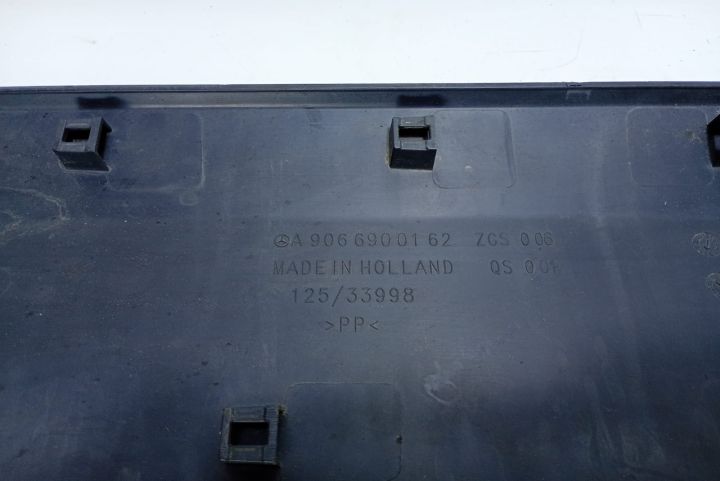 A 906 690 01 62 ZGS 006
MADE IN HOLLAND QS 001
125/33998
>PP<